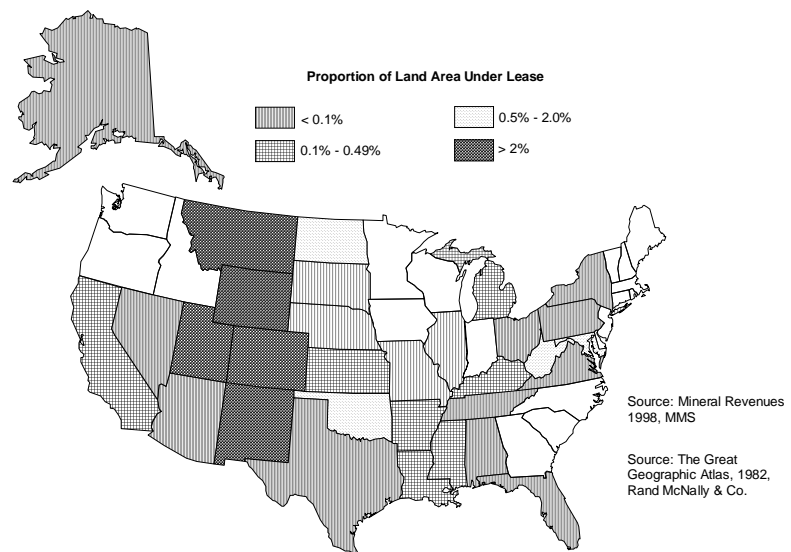 Proportion of Land Area Under Lease
< 0.1%
0.5% - 2.0%
0.1% - 0.49%
> 2%
Source: Mineral Revenues
1998, MMS
Source: The Great
Geographic Atlas, 1982,
Rand McNally & Co.